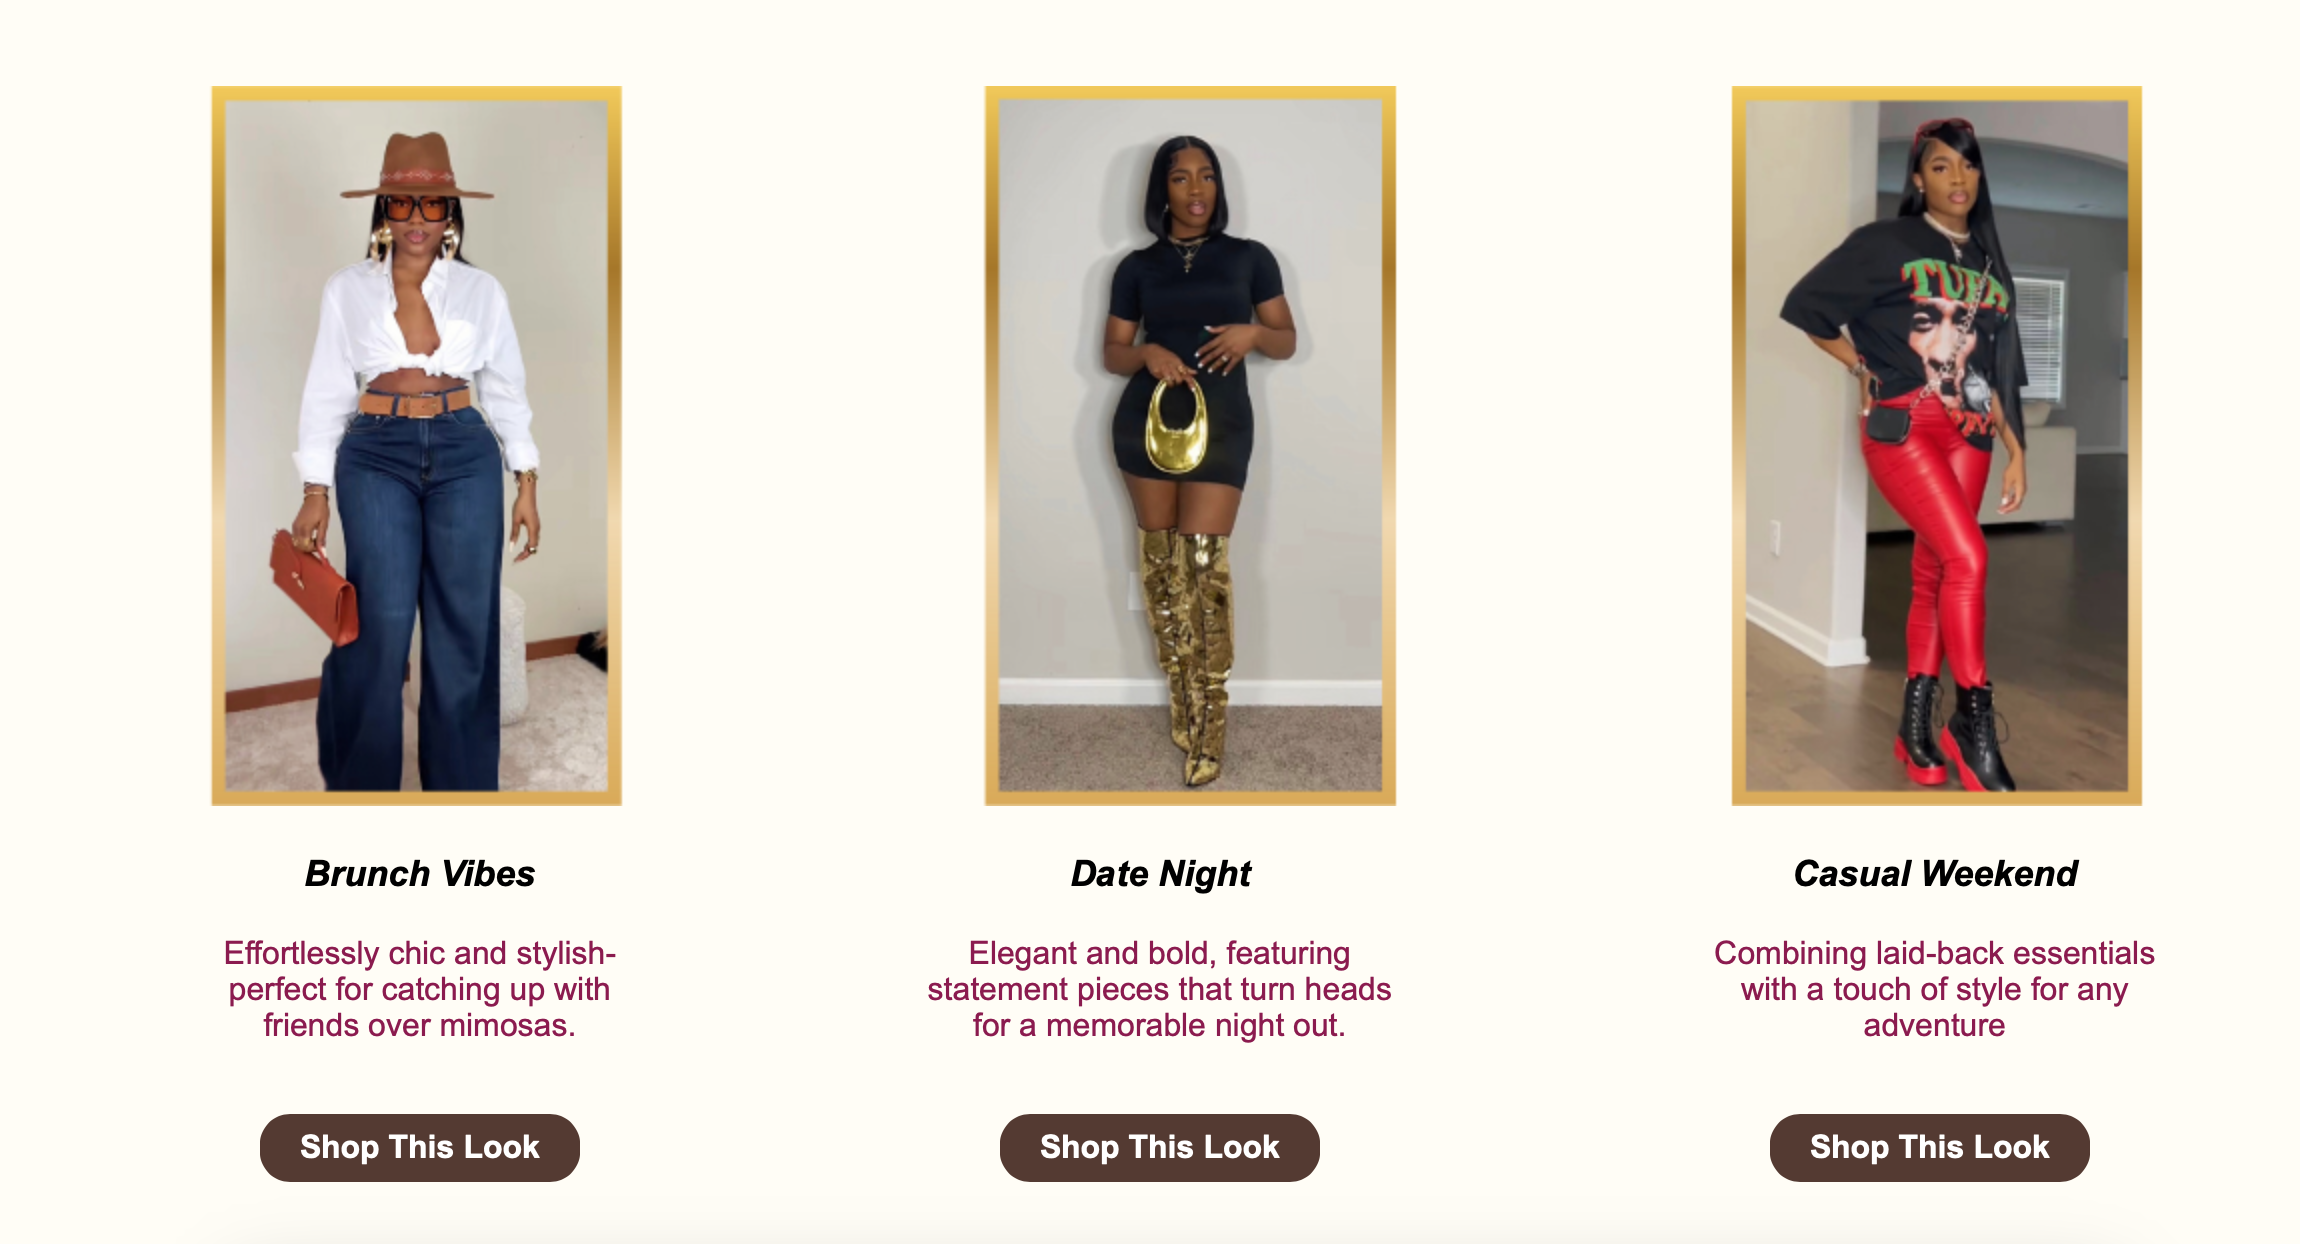 TUPA
Brunch Vibes
Effortlessly chic and stylish-
perfect for catching up with
friends over mimosas.
Shop This Look
Date Night
Elegant and bold, featuring
statement pieces that turn heads
for a memorable night out.
Shop This Look
Casual Weekend
Combining laid-back essentials
with a touch of style for any
adventure
Shop This Look